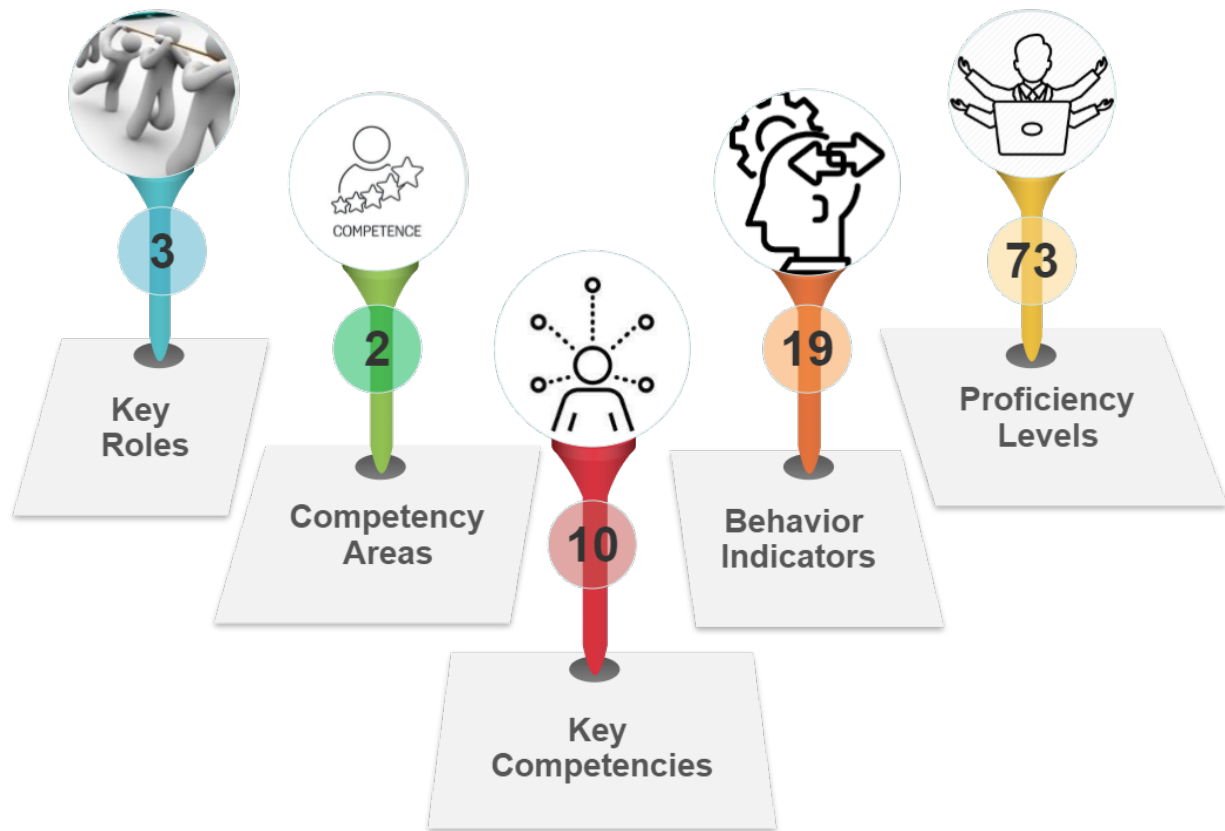 3
Key
Roles
COMPETENCE
2
Competency
Areas
10
Key
Competencies
19
Behavior
Indicators
73
Proficiency
Levels